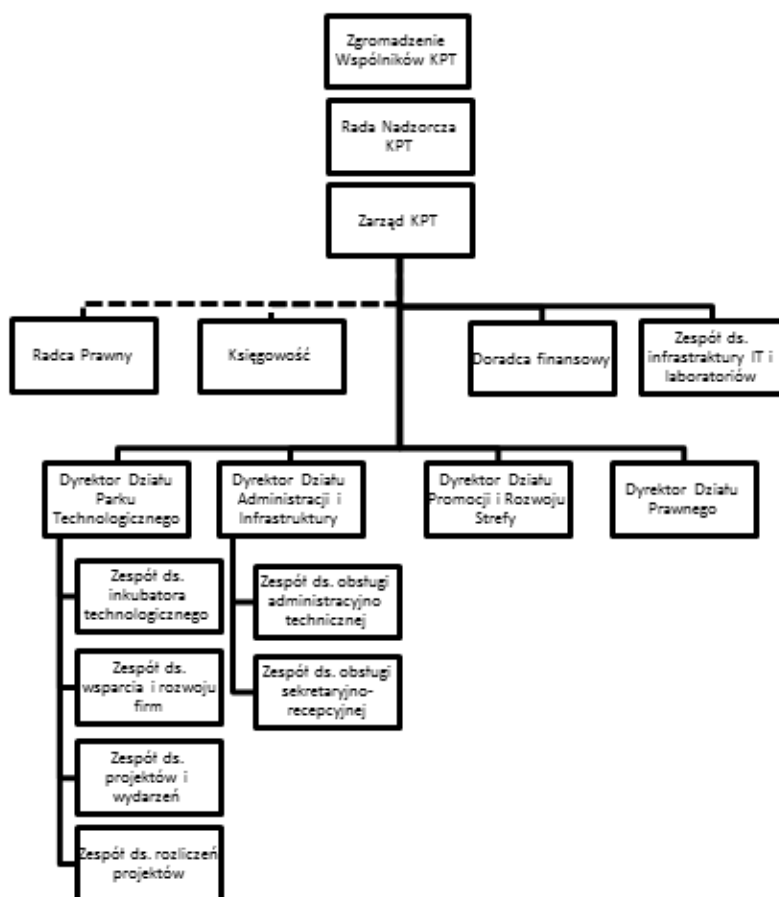 Zgromadzenie
Wspólników KPT
Rada Nadzorcza
KPT
Zarząd KPT
Radca Prawny
Księgowość
Doradca finansowy
Zespół ds.
infrastraktury IT i
laboratoriów
Dyrektor Działu
Parku
Technologicznego
Dyrektor Działu
Administracji i
Infrastruktury
Dyrektor Działu
Promocji i Rozwoju
Strefy
Dyrektor Działu
Prawnego
Zespół ds.
inkubatora
technologicznego
Zespół ds.
wsparcia i rozwoju
firm
Zespół ds.
projektów i
wydarzeń
Zespół ds. rozliczeń
projektów
Zespół ds. obsługi
administracyjno
technicznej
Zespół ds. obsługi
sekretaryjno-
recepcyjnej